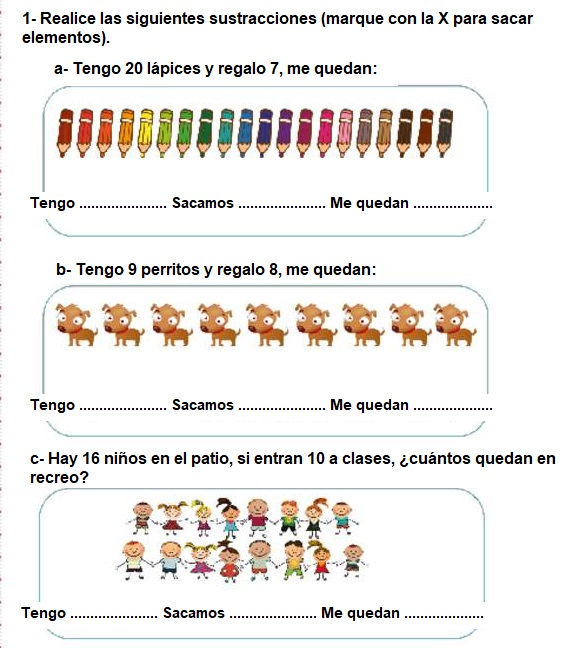 1- Realice las siguientes sustracciones (marque con la X para sacar
elementos).
a- Tengo 20 lápices y regalo 7, me quedan:
Tengo ...................... Sacamos ...................... Me quedan ....................
b- Tengo 9 perritos y regalo 8, me quedan:
Tengo ...................... Sacamos ...................... Me quedan ....................
c- Hay 16 niños en el patio, si entran 10 a clases, ¿cuántos quedan en
recreo?
Tengo ...................... Sacamos ...................... Me quedan ....................